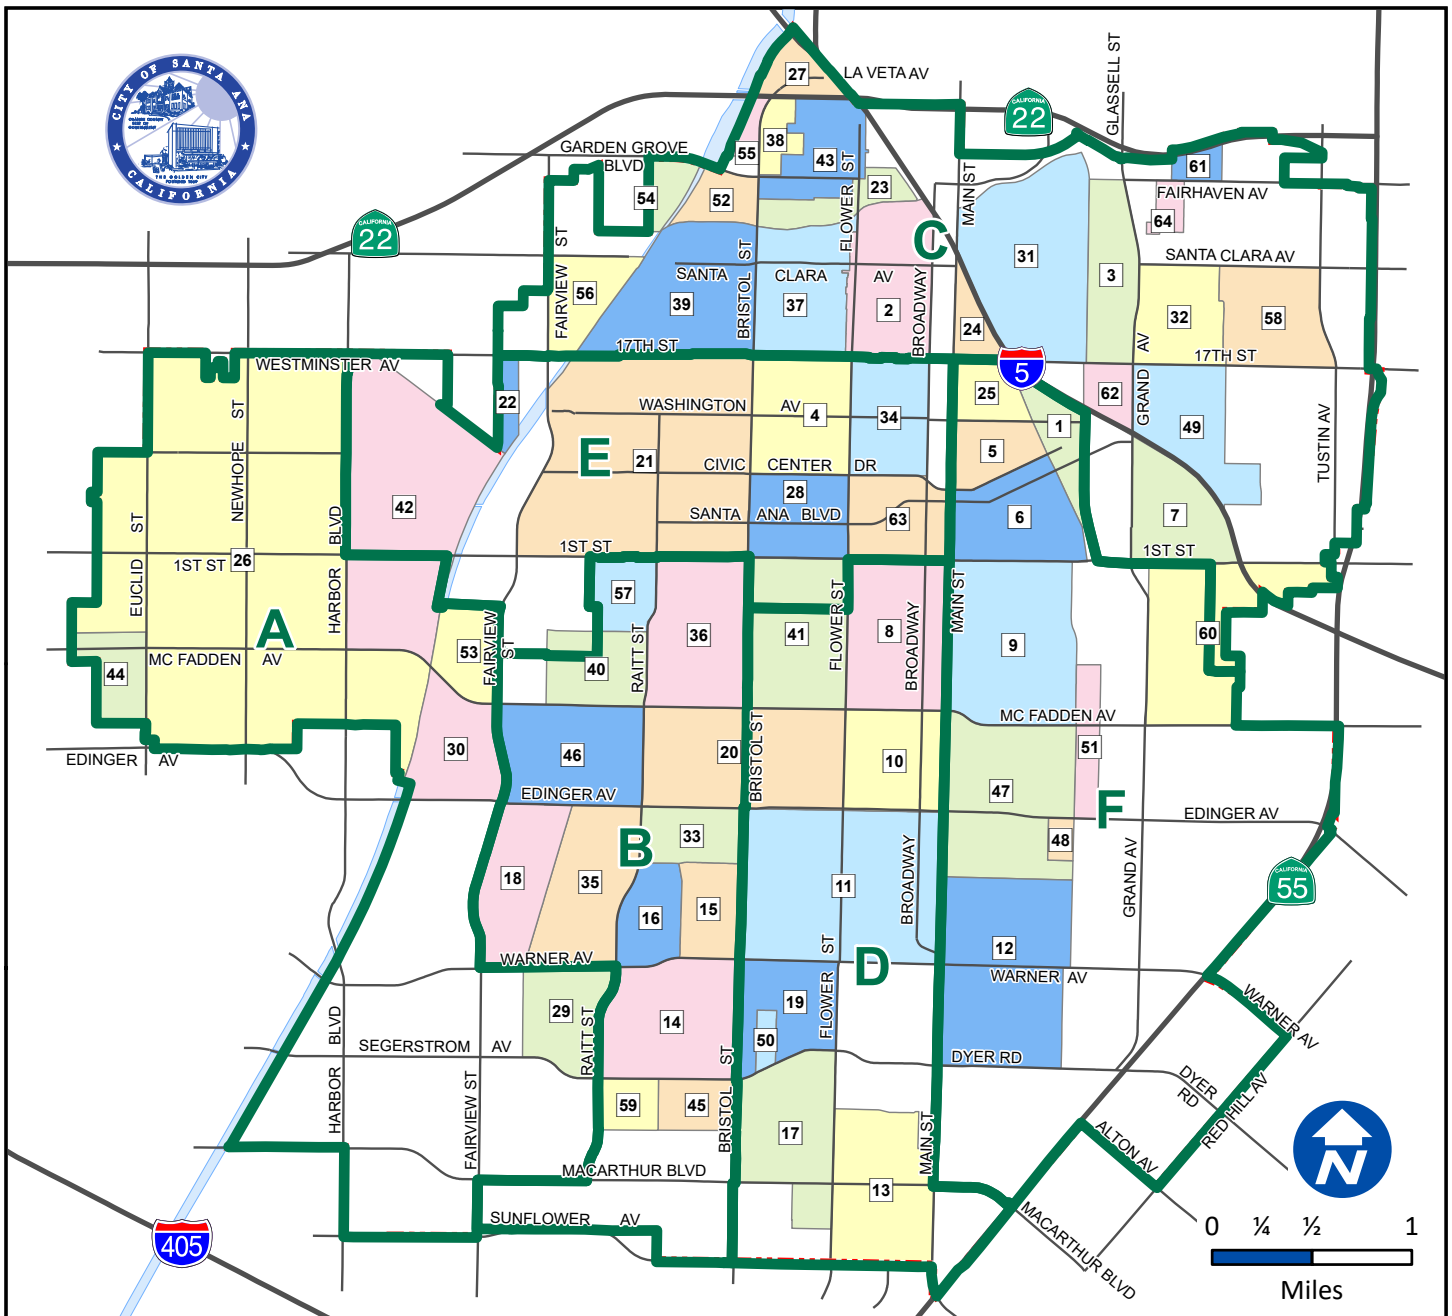 CITY OF SANTA ANA
CALIFORNIA
THE GOLDEN CITY
27
LA VETA AV
GLASSELL ST
CALIFORNIA
22
GARDEN GROVE
BLVD
55
38
43
FLOWER ST
23
MAIN ST
61
FAIRHAVEN AV
54
52
64
CALIFORNIA
22
C
31
SANTA CLARA AV
3
FAIRVIEW ST
56
SANTA CLARA AV
39
BRISTOL ST
37
2
BROADWAY
24
32
58
17TH ST
17TH ST
5
WESTMINSTER AV
22
25
62
GRAND AV
WASHINGTON AV
4
34
1
49
NEWHOPE ST
TUSTIN AV
E
21
CIVIC CENTER DR
5
28
42
EUCLID ST
HARBOR BLVD
SANTA ANA BLVD
63
6
7
1ST ST
26
1ST ST
1ST ST
57
FLOWER ST
BROADWAY
MAIN ST
A
53
FAIRVIEW ST
RAITT ST
36
41
8
9
60
MC FADDEN AV
44
40
MC FADDEN AV
EDINGER AV
30
46
20
BRISTOL ST
10
51
47
EDINGER AV
F
EDINGER AV
B
33
48
18
35
11
BROADWAY
GRAND AV
CALIFORNIA
55
16
15
WARNER AV
D
12
WARNER AV
FLOWER ST
19
29
RAITT ST
14
50
WARNER AV
HARBOR BLVD
SEGERSTROM AV
DYER RD
DYER RD
RED HILL AV
HARBOR
FAIRVIEW ST
59
45
BRISTOL ST
17
MAIN ST
ALTON AV
MACARTHUR BLVD
13
N
SUNFLOWER AV
MACARTHUR BLVD
405
0 ¼ ½ 1
Miles